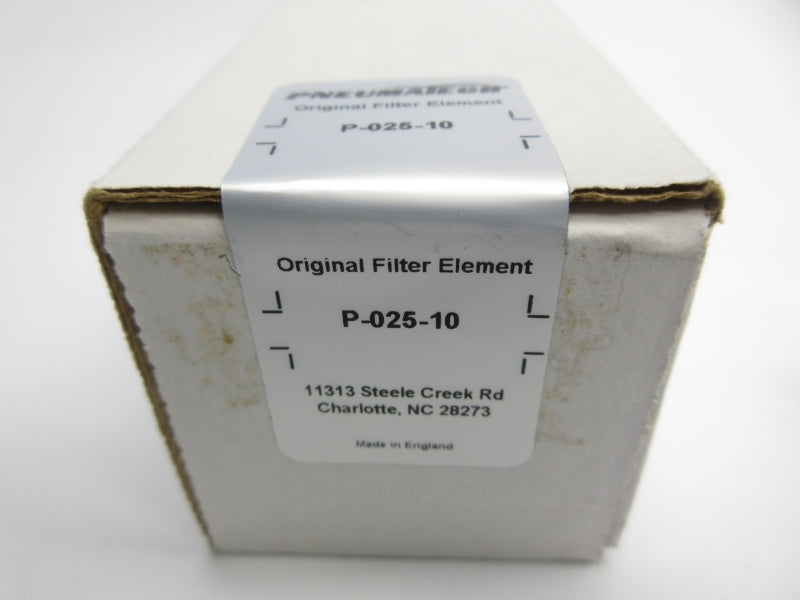 PNEUMATECH
Original Filter Element
P-025-10
Original Filter Element
P-025-10
11313 Steele Creek Rd
Charlotte, NC 28273
Made in England